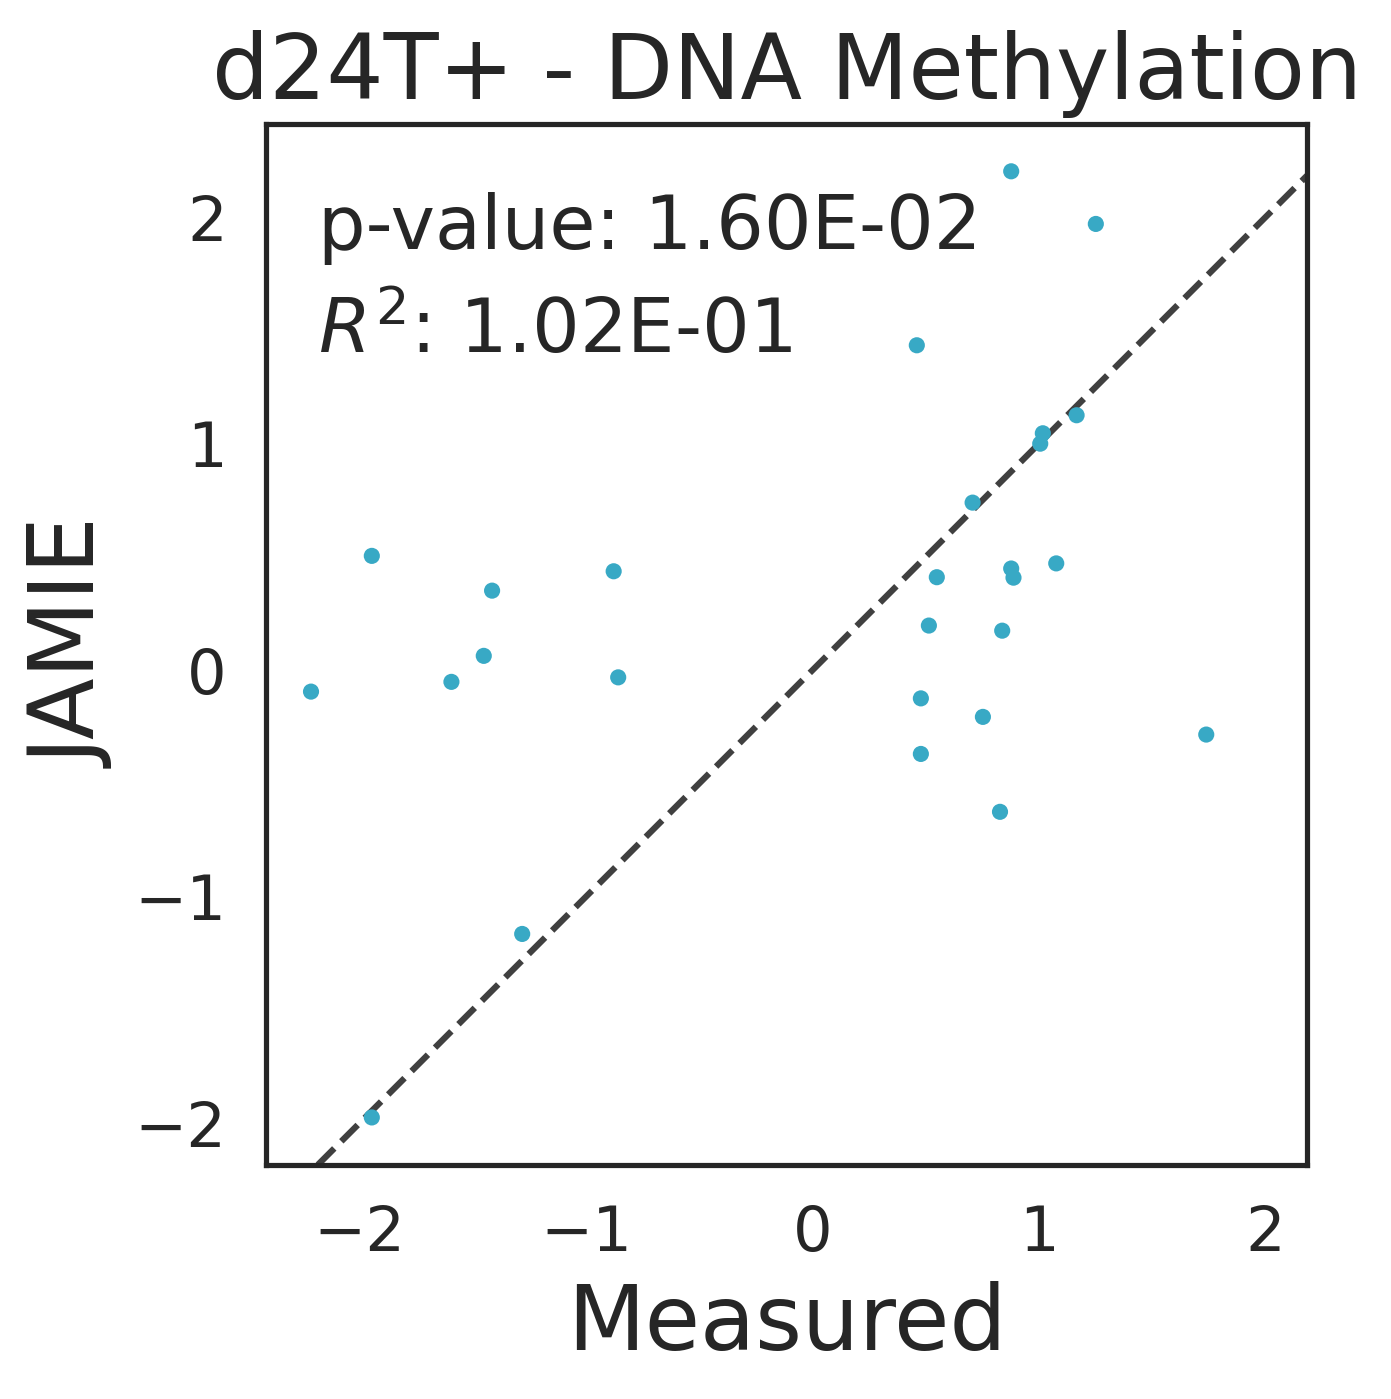 d24T+ - DNA Methylation
p-value: 1.60E-02
R²: 1.02E-01
JAMIE
2
1
0
−1
−2
−2 −1 0 1 2
Measured